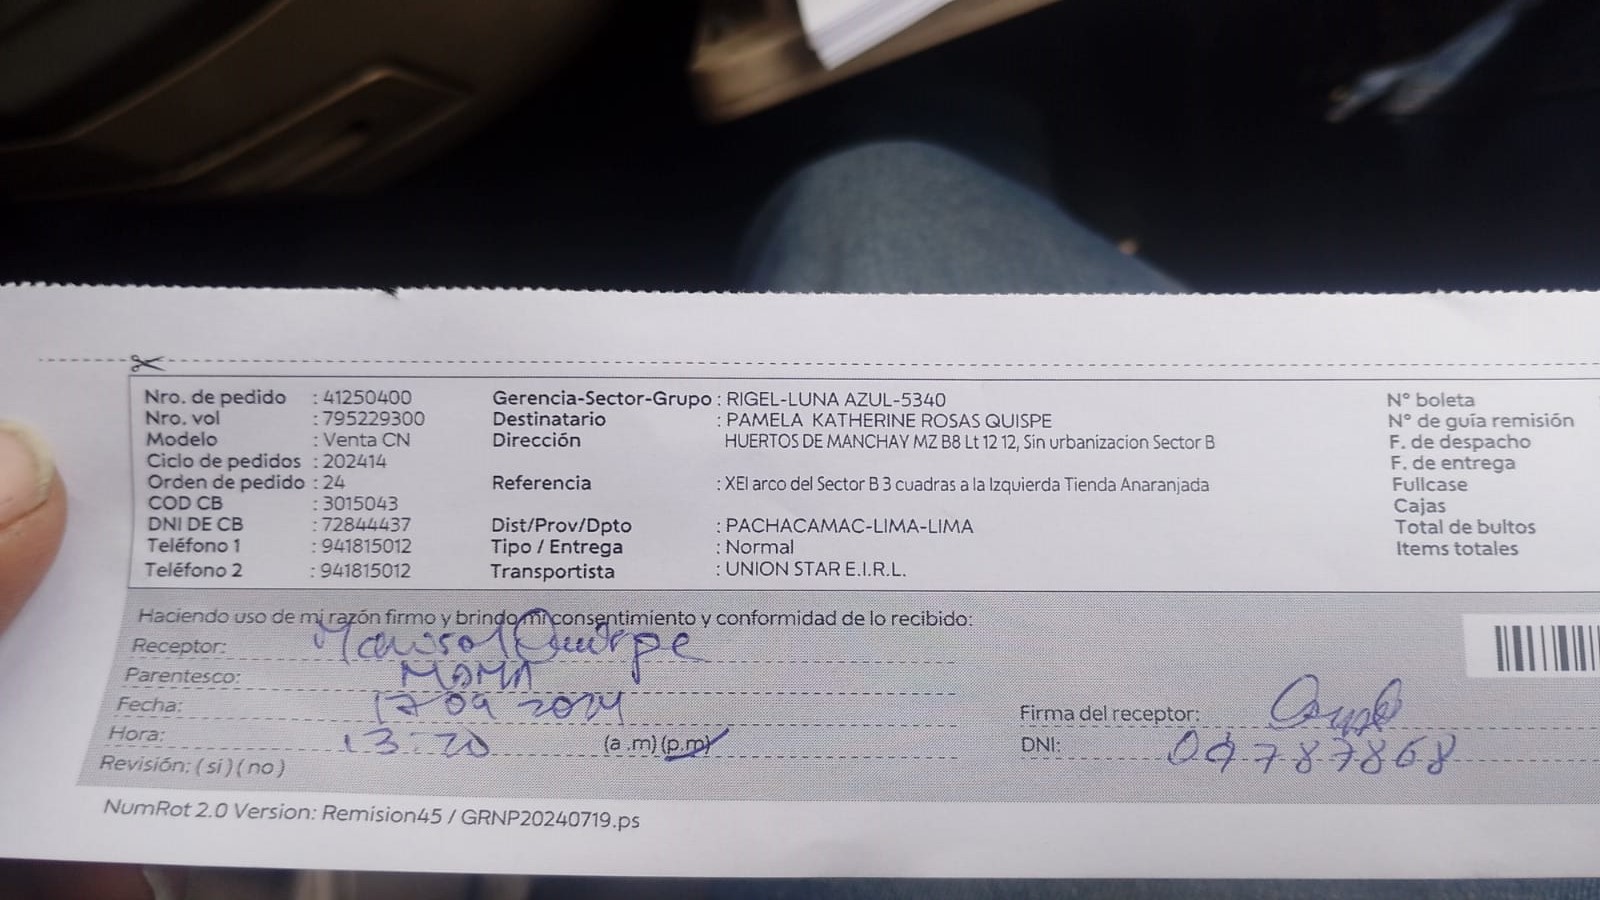 Nro. de pedido : 41250400 Gerencia-Sector-Grupo : RIGEL-LUNA AZUL-5340 N° boleta
Nro. vol : 795229300 Destinatario : PAMELA KATHERINE ROSAS QUISPE N° de guía remisión
Modelo : Venta CN Dirección HUERTOS DE MANCHAY MZ B8 Lt 12 12, Sin urbanizacion Sector B F. de despacho
Ciclo de pedidos : 202414 F. de entrega
Orden de pedido : 24 Referencia : XEl arco del Sector B 3 cuadras a la Izquierda Tienda Anaranjada Fullcase
COD CB : 3015043 Cajas
DNI DE CB : 72844437 Dist/Prov/Dpto : PACHACAMAC-LIMA-LIMA Total de bultos
Teléfono 1 : 941815012 Tipo / Entrega : Normal Items totales
Teléfono 2 : 941815012 Transportista : UNION STAR E.I.R.L.
Haciendo uso de mi razón firmo y brindo mi consentimiento y conformidad de lo recibido:
Receptor: Marisol Quispe
Parentesco: MAMA
Fecha: 17 09 2024 Firma del receptor:
Hora: 13:20 (a.m) (p.m) DNI: 09787868
Revisión: (si) (no)
NumRot 2.0 Version: Remision45 / GRNP20240719.ps